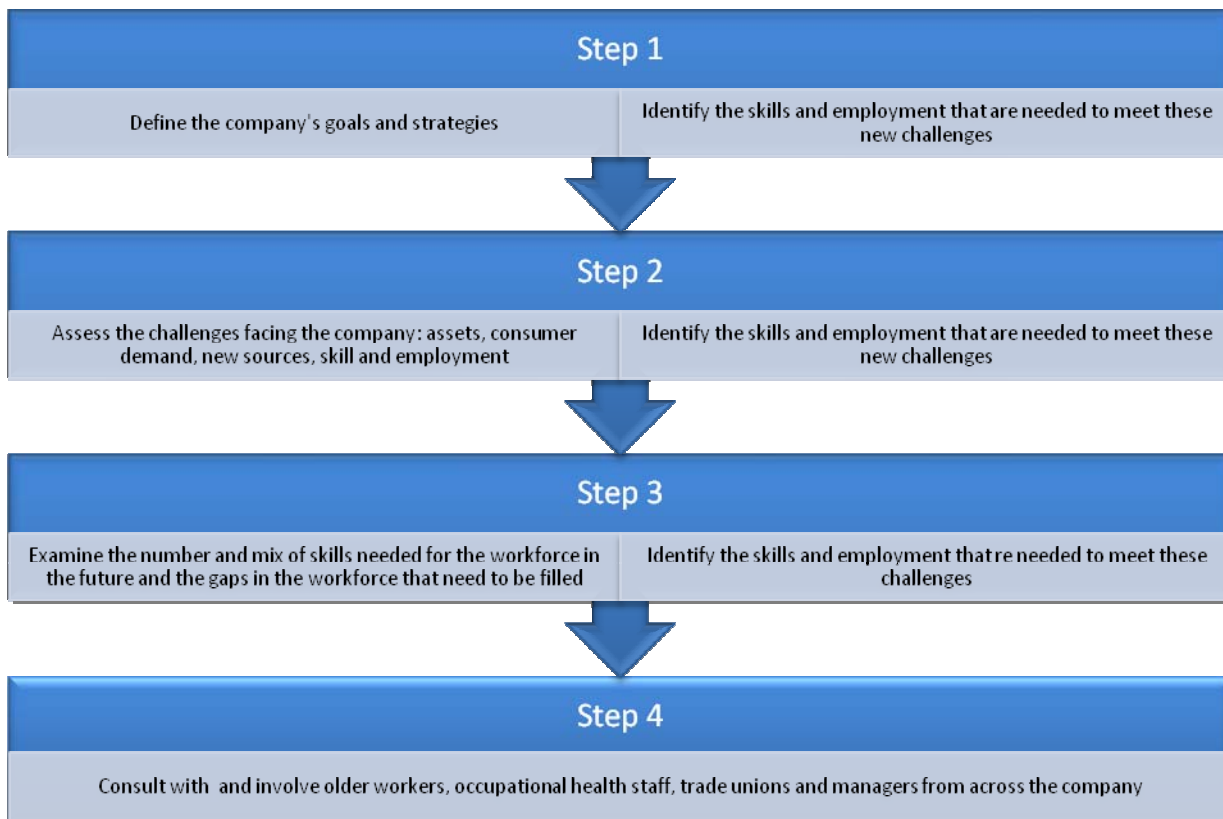 Step 1
Define the company's goals and strategies
Identify the skills and employment that are needed to meet these
new challenges
Step 2
Assess the challenges facing the company: assets, consumer
demand, new sources, skill and employment
Identify the skills and employment that are needed to meet these
new challenges
Step 3
Examine the number and mix of skills needed for the workforce in
the future and the gaps in the workforce that need to be filled
Identify the skills and employment that re needed to meet these
challenges
Step 4
Consult with and involve older workers, occupational health staff, trade unions and managers from across the company